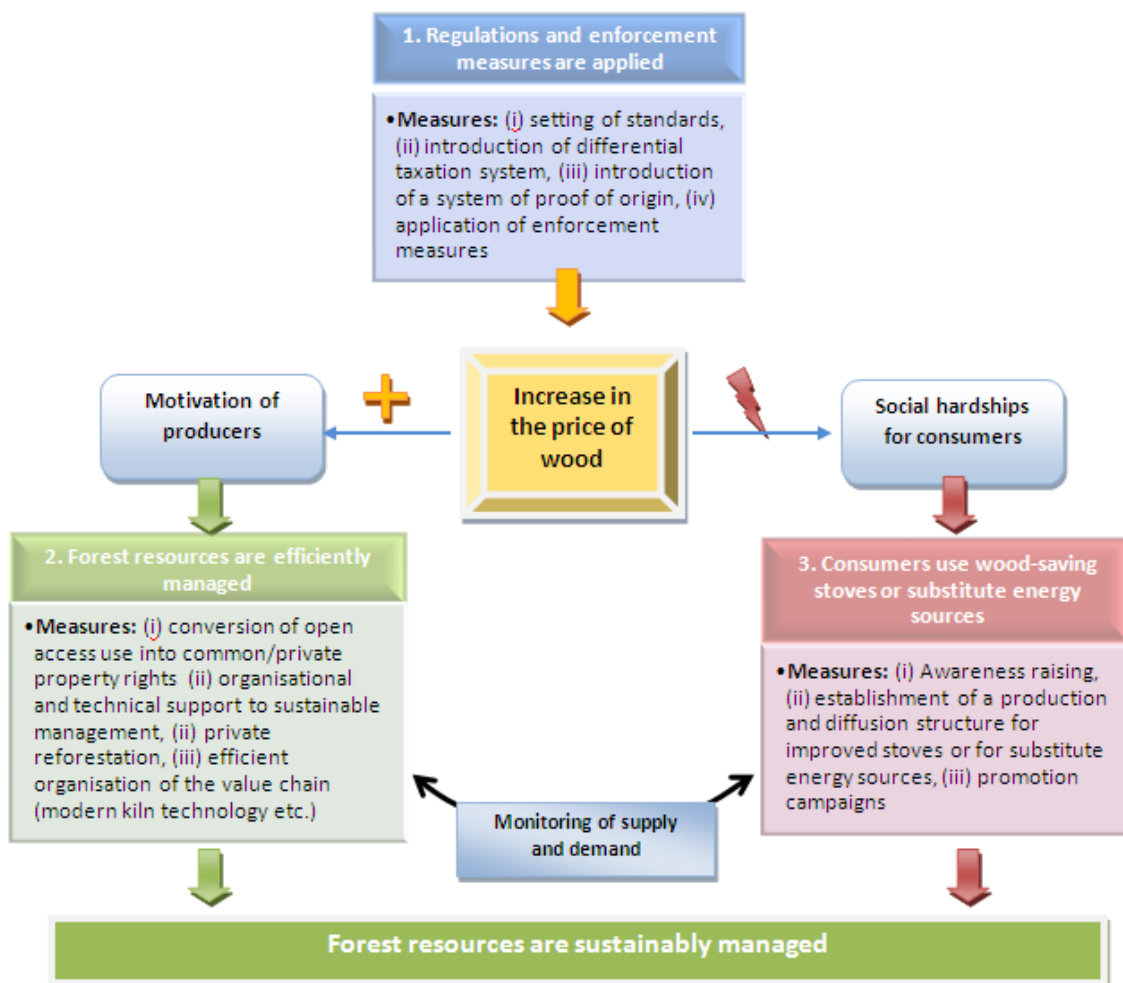 1. Regulations and enforcement
measures are applied
•Measures: (i) setting of standards,
(ii) introduction of differential
taxation system, (iii) introduction
of a system of proof of origin, (iv)
application of enforcement
measures
Motivation of
producers
Increase in
the price of
wood
Social hardships
for consumers
2. Forest resources are efficiently
managed
•Measures: (i) conversion of open
access use into common/private
property rights (ii) organisational
and technical support to sustainable
management, (ii) private
reforestation, (iii) efficient
organisation of the value chain
(modern kiln technology etc.)
3. Consumers use wood-saving
stoves or substitute energy
sources
•Measures: (i) Awareness raising,
(ii) establishment of a production
and diffusion structure for
improved stoves or for substitute
energy sources, (iii) promotion
campaigns
Monitoring of supply
and demand
Forest resources are sustainably managed